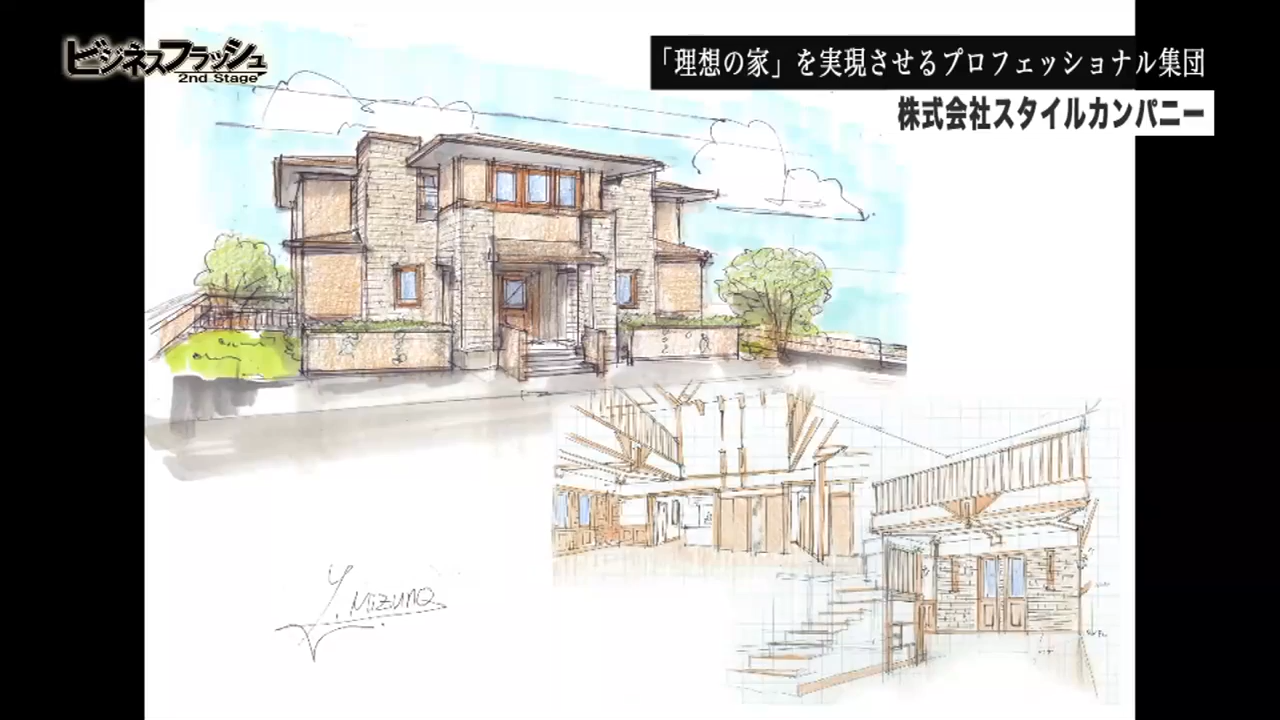 ビジネスフラッシュ
2nd Stage
「理想の家」を実現させるプロフェッショナル集団
株式会社スタイルカンパニー
Y. Mizuno